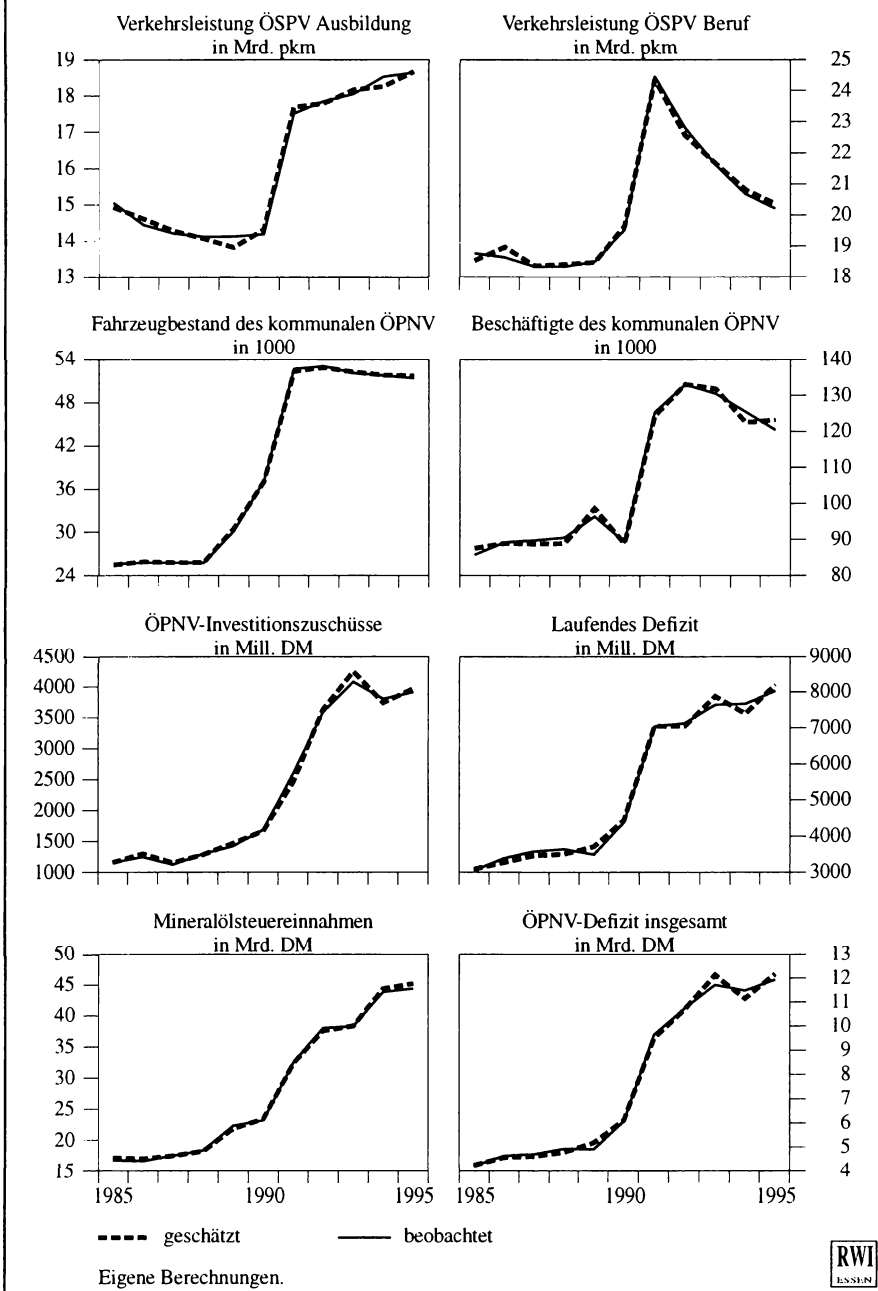 Verkehrsleistung ÖSPV Ausbildung
in Mrd. pkm
19
18
17
16
15
14
13
Verkehrsleistung ÖSPV Beruf
in Mrd. pkm
25
24
23
22
21
20
19
18
Fahrzeugbestand des kommunalen ÖPNV
in 1000
54
48
42
36
30
24
Beschäftigte des kommunalen ÖPNV
in 1000
140
130
120
110
100
90
80
ÖPNV-Investitionszuschüsse
in Mill. DM
4500
4000
3500
3000
2500
2000
1500
1000
Laufendes Defizit
in Mill. DM
9000
8000
7000
6000
5000
4000
3000
Mineralölsteuereinnahmen
in Mrd. DM
50
45
40
35
30
25
20
15
1985 1990 1995
ÖPNV-Defizit insgesamt
in Mrd. DM
13
12
11
10
9
8
7
6
5
4
1985 1990 1995
geschätzt beobachtet
Eigene Berechnungen.
RWI
ESSEN